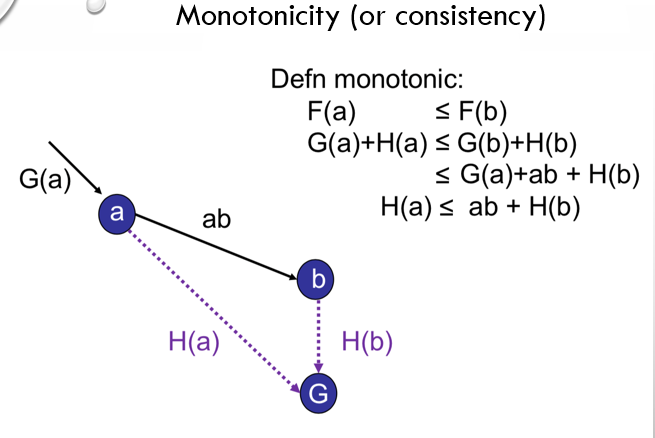 Monotonicity (or consistency)
Defn monotonic:
F(a) ≤ F(b)
G(a)+H(a) ≤ G(b)+H(b)
≤ G(a)+ab + H(b)
H(a) ≤ ab + H(b)
G(a)
a
ab
b
H(a)
H(b)
G